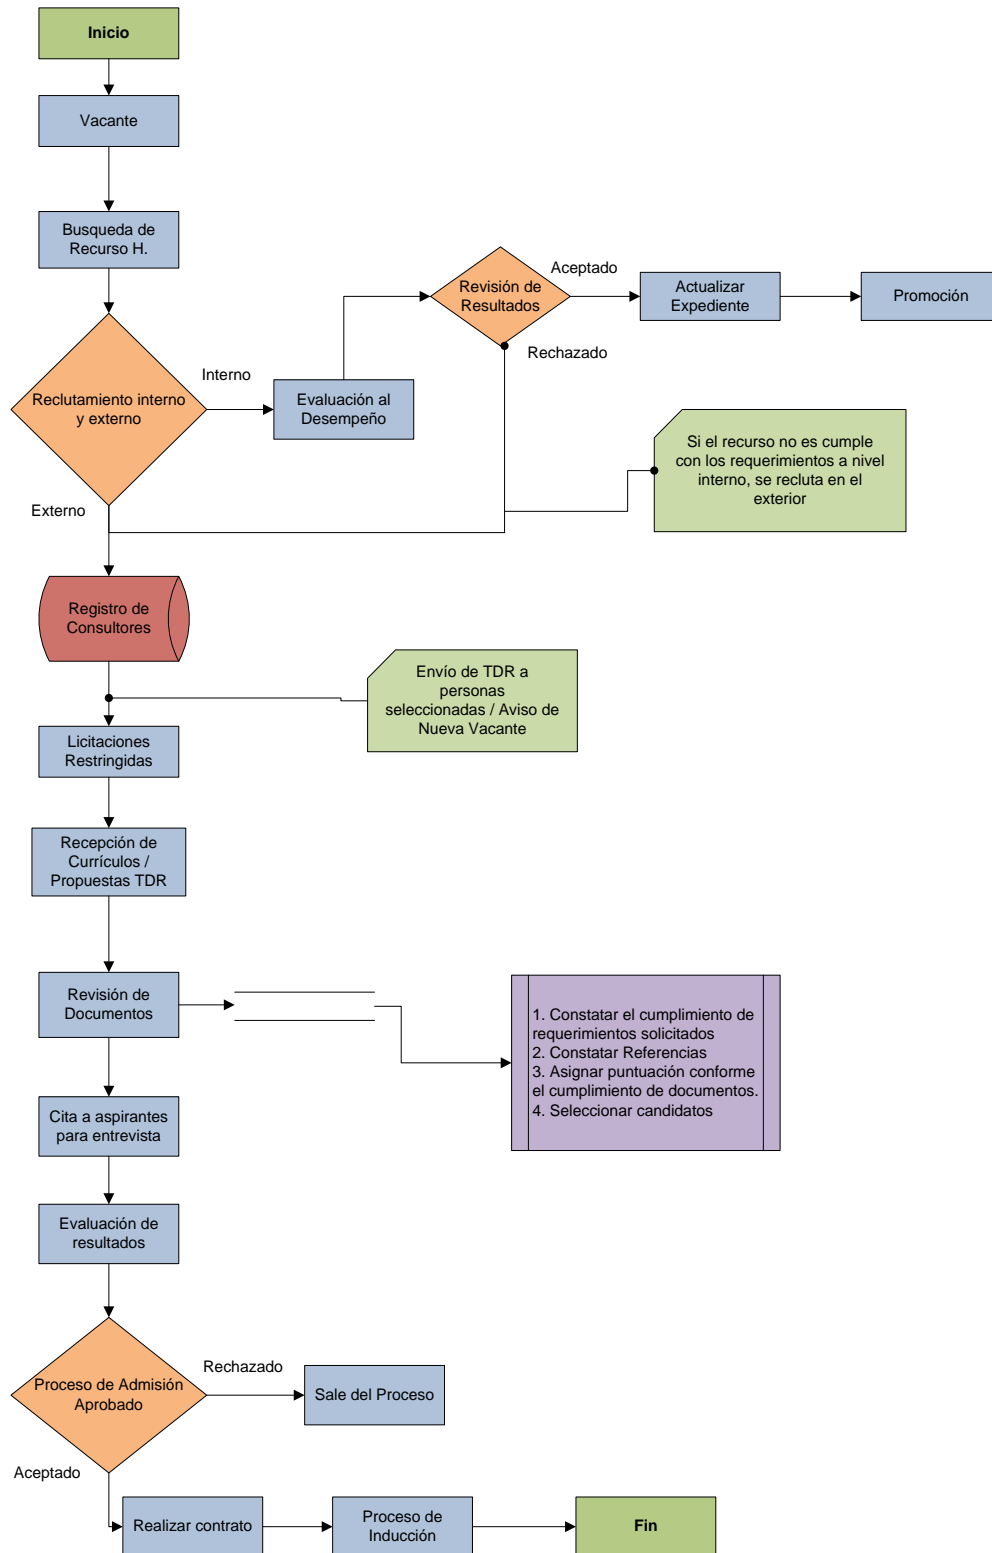 Inicio
Vacante
Busqueda de
Recurso H.
Reclutamiento interno
y externo
Interno
Evaluación al
Desempeño
Revisión de
Resultados
Aceptado
Actualizar
Expediente
Promoción
Rechazado
Si el recurso no es cumple
con los requerimientos a nivel
interno, se recluta en el
exterior
Externo
Registro de
Consultores
Envío de TDR a
personas
seleccionadas / Aviso de
Nueva Vacante
Licitaciones
Restringidas
Recepción de
Currículos /
Propuestas TDR
Revisión de
Documentos
1. Constatar el cumplimiento de
requerimientos solicitados
2. Constatar Referencias
3. Asignar puntuación conforme
el cumplimiento de documentos.
4. Seleccionar candidatos
Cita a aspirantes
para entrevista
Evaluación de
resultados
Proceso de Admisión
Aprobado
Rechazado
Sale del Proceso
Aceptado
Realizar contrato
Proceso de
Inducción
Fin